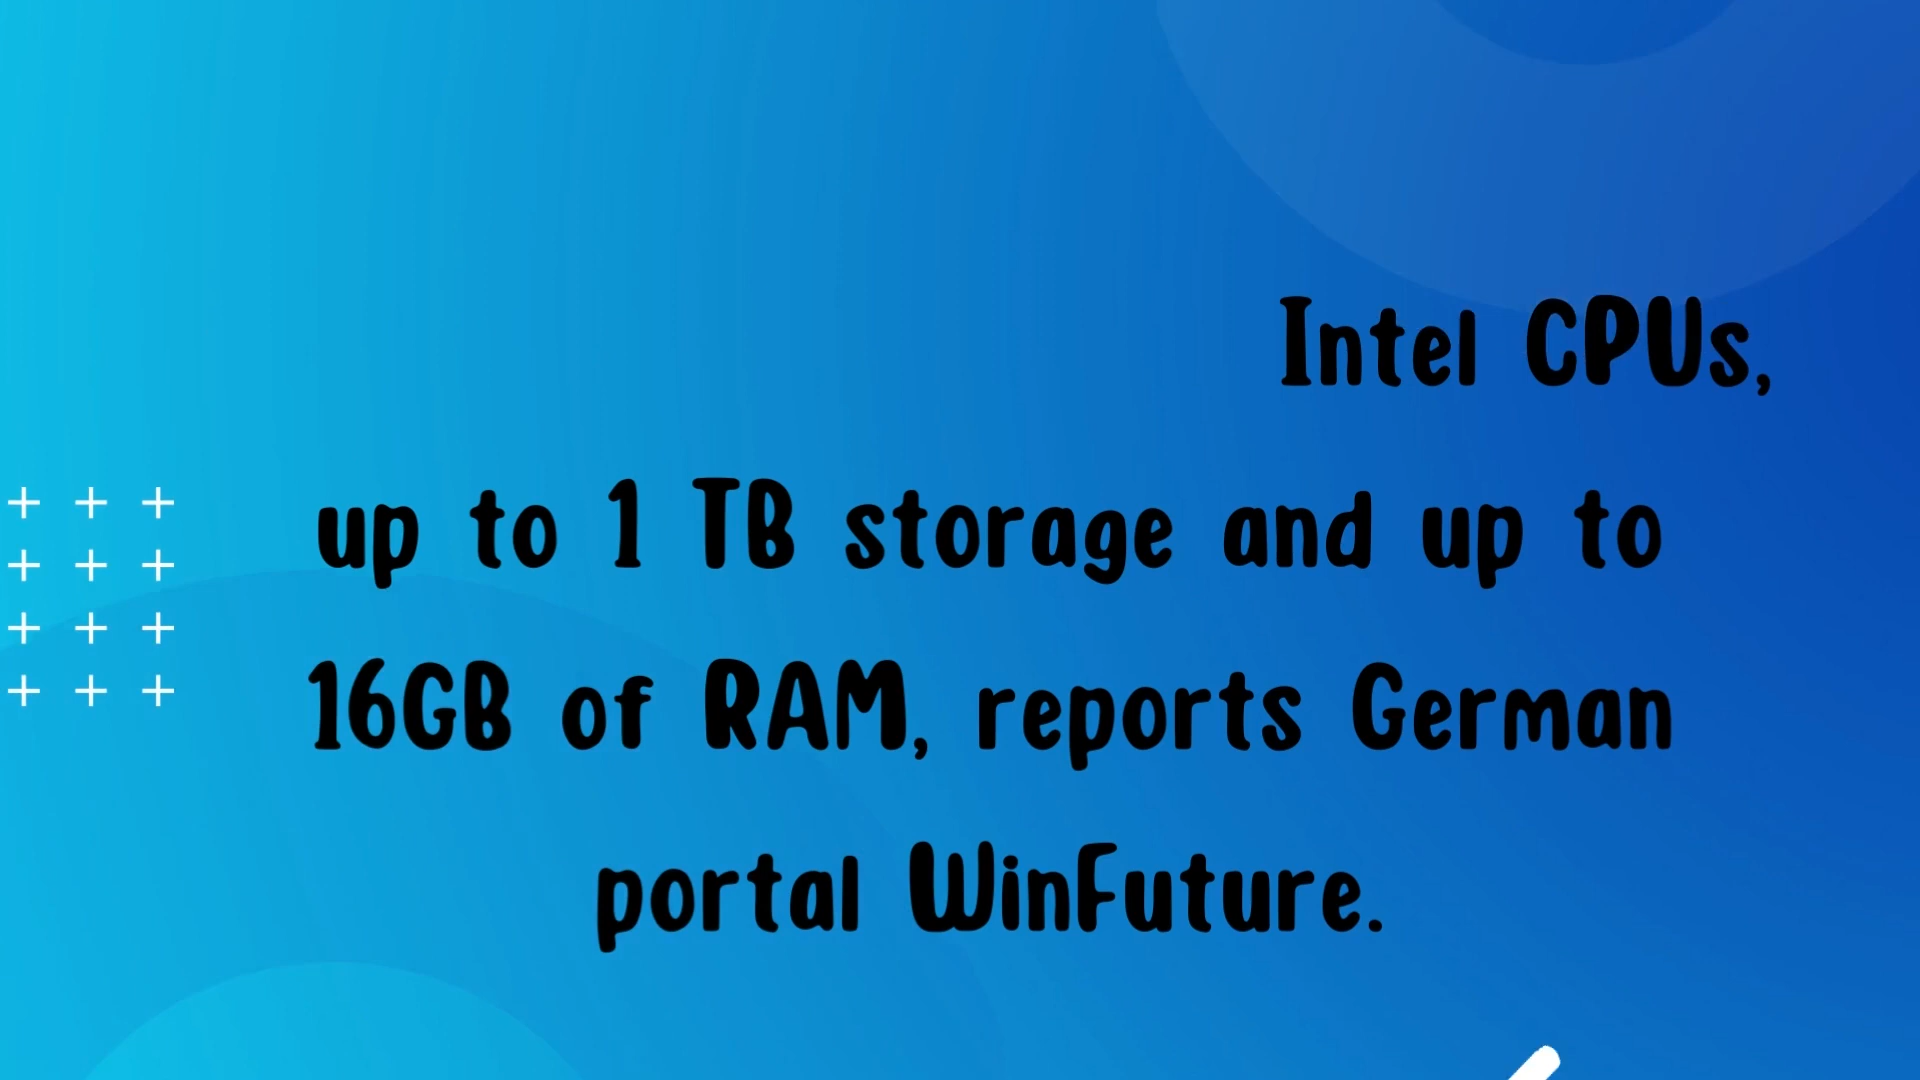 Intel CPUs,
up to 1 TB storage and up to
16GB of RAM, reports German
portal WinFuture.